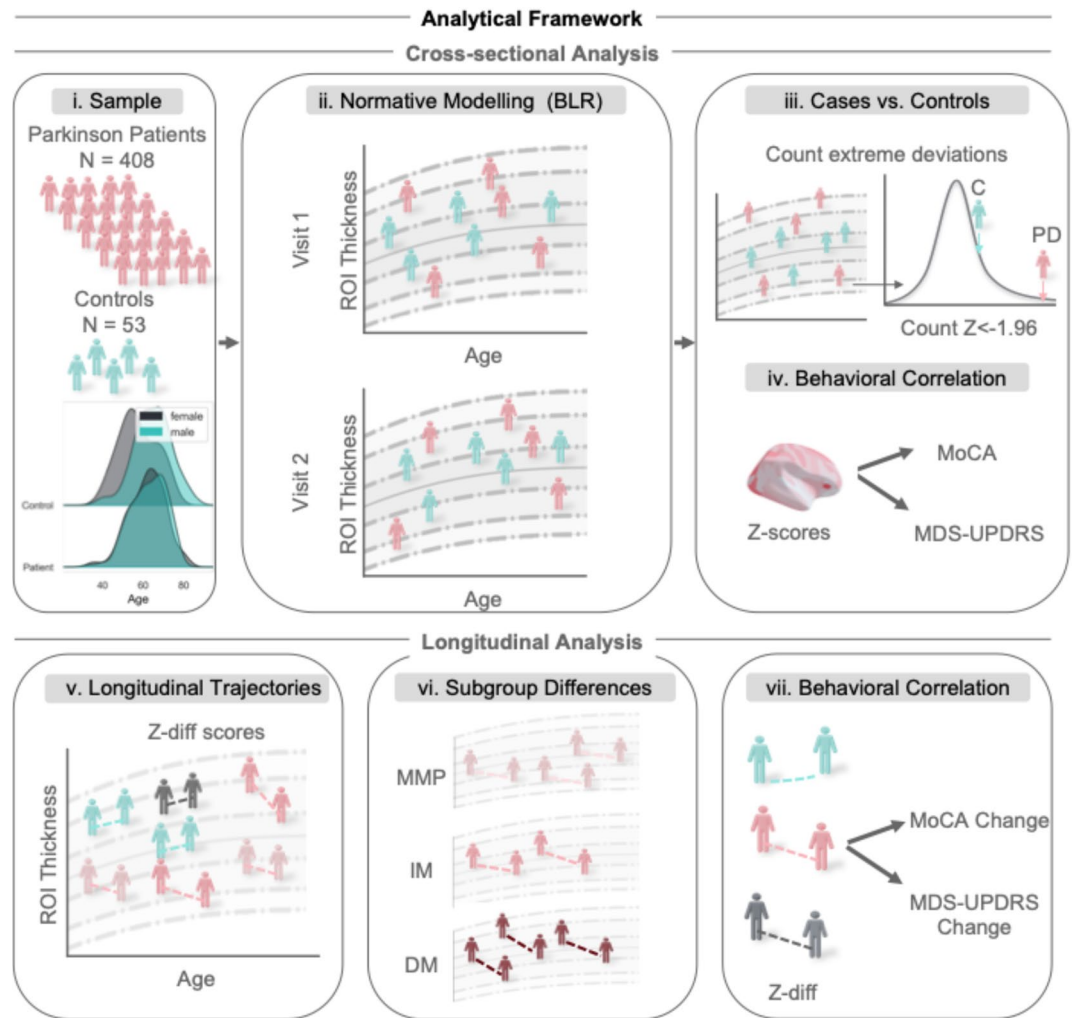 Analytical Framework
Cross-sectional Analysis
i. Sample
Parkinson Patients
N = 408
Controls
N = 53
female
male
Control
Patient
40 60 80
Age
ii. Normative Modelling (BLR)
Visit 1
ROI Thickness
Age
Visit 2
ROI Thickness
Age
iii. Cases vs. Controls
Count extreme deviations
C
PD
Count Z<-1.96
iv. Behavioral Correlation
MoCA
Z-scores
MDS-UPDRS
Longitudinal Analysis
v. Longitudinal Trajectories
Z-diff scores
ROI Thickness
Age
vi. Subgroup Differences
MMP
IM
DM
vii. Behavioral Correlation
MoCA Change
MDS-UPDRS
Change
Z-diff